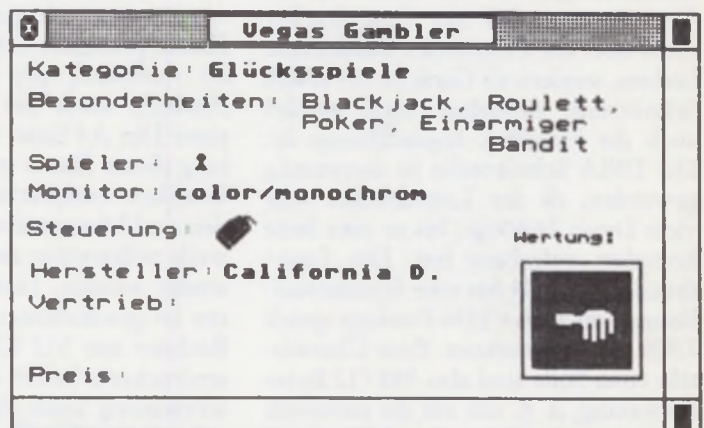 Vegas Gambler
Kategorie: Glücksspiele
Besonderheiten: Blackjack, Roulett,
Poker, Einarmiger
Bandit
Spieler: 1
Monitor: color/monochrom
Steuerung:
Wertung:
Hersteller: California D.
Vertrieb:
Preis: